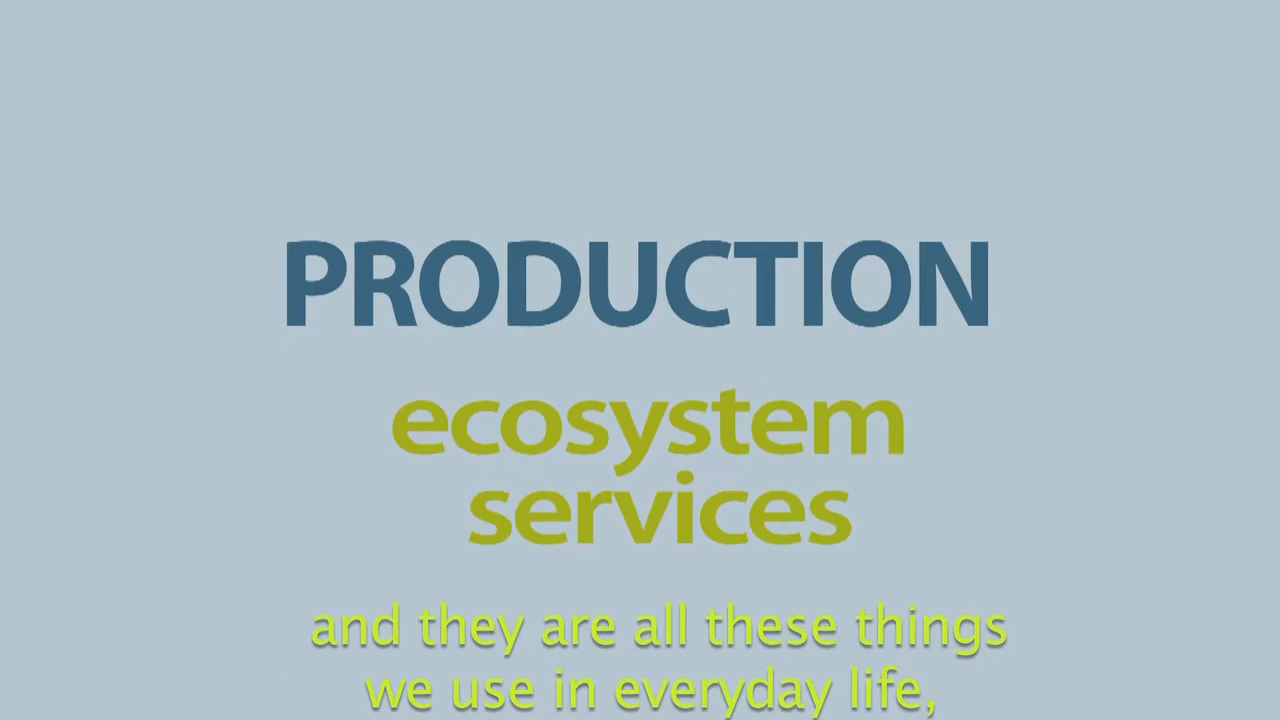 PRODUCTION
ecosystem
services
and they are all these things
we use in everyday life,